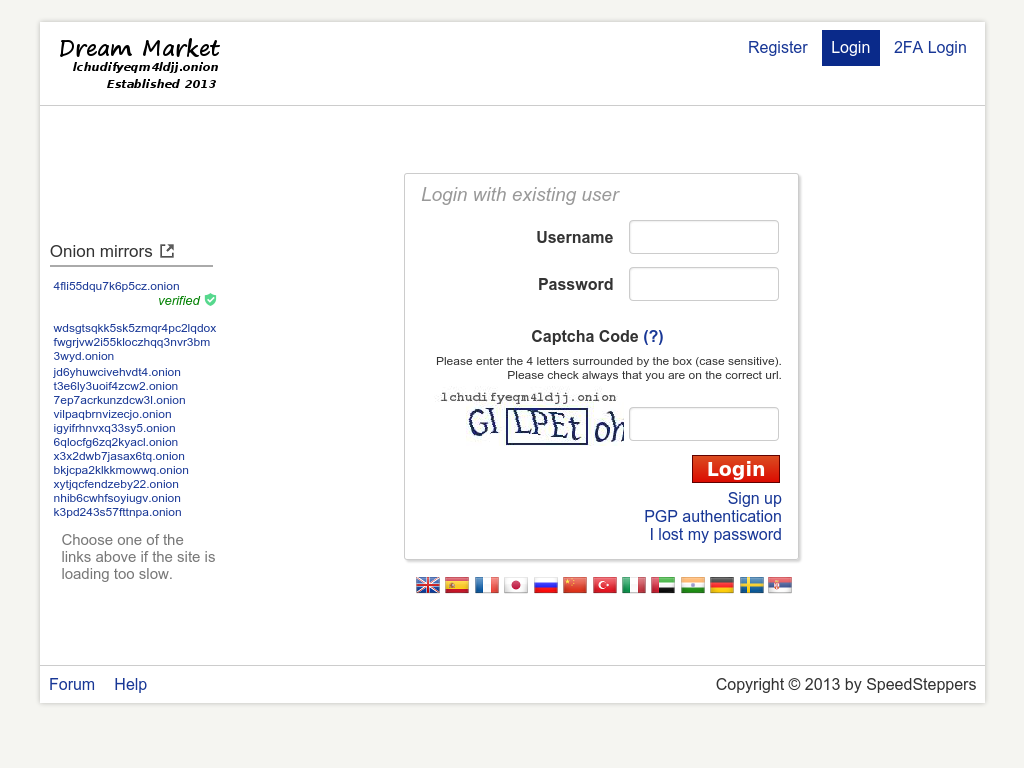 Dream Market
lchudifyeqm4ldjj.onion
Established 2013
Register Login 2FA Login
Login with existing user
Username
Password
Captcha Code (?)
Please enter the 4 letters surrounded by the box (case sensitive).
Please check always that you are on the correct url.
lchudifyeqm4ldjj.onion
GI LPEt oh
Login
Sign up
PGP authentication
I lost my password
Onion mirrors
4fli55dqu7k6p5cz.onion
verified
wdsgtsqkk5sk5zmqr4pc2lqdox
fwgrjvw2i55kloczhqq3nvr3bm
3wyd.onion
jd6yhuwcivehvdt4.onion
t3e6ly3uoif4zcw2.onion
7ep7acrkunzdcw3l.onion
vilpaqbrnvizecjo.onion
igyifrhnvxq33sy5.onion
6qlocfg6zq2kyacl.onion
x3x2dwb7jasax6tq.onion
bkjcpa2klkkmowwq.onion
xytjqcfendzeby22.onion
nhib6cwhfsoyiugv.onion
k3pd243s57fttnpa.onion
Choose one of the
links above if the site is
loading too slow.
Forum Help
Copyright © 2013 by SpeedSteppers